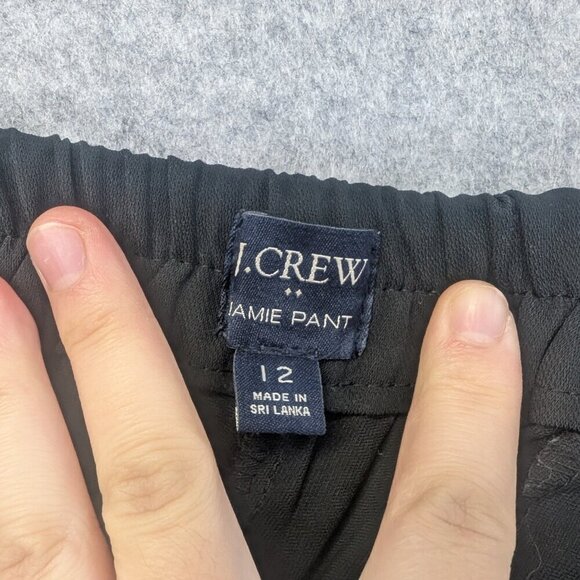 J.CREW
JAMIE PANT
12
MADE IN
SRI LANKA